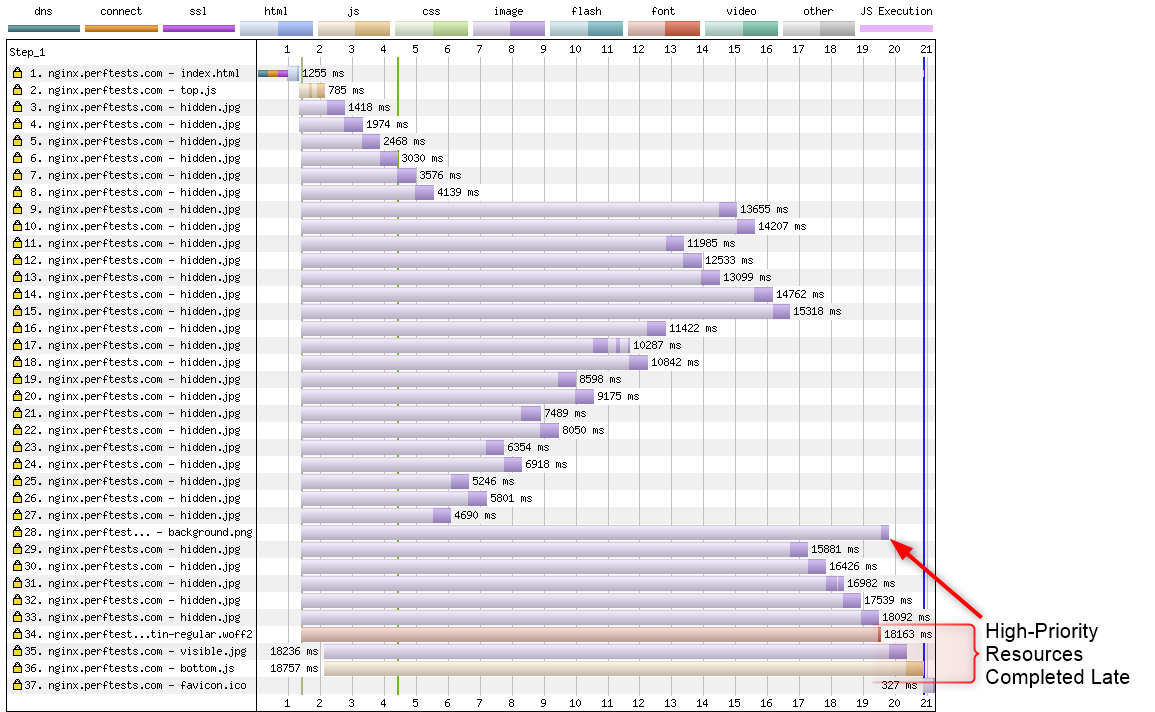 dns connect ssl html js css image flash font video other JS Execution
Step_1 1 2 3 4 5 6 7 8 9 10 11 12 13 14 15 16 17 18 19 20 21
1. nginx.perftests.com - index.html 1255 ms
2. nginx.perftests.com - top.js 785 ms
3. nginx.perftests.com - hidden.jpg 1418 ms
4. nginx.perftests.com - hidden.jpg 1974 ms
5. nginx.perftests.com - hidden.jpg 2468 ms
6. nginx.perftests.com - hidden.jpg 3030 ms
7. nginx.perftests.com - hidden.jpg 3576 ms
8. nginx.perftests.com - hidden.jpg 4139 ms
9. nginx.perftests.com - hidden.jpg 13655 ms
10. nginx.perftests.com - hidden.jpg 14207 ms
11. nginx.perftests.com - hidden.jpg 11985 ms
12. nginx.perftests.com - hidden.jpg 12533 ms
13. nginx.perftests.com - hidden.jpg 13099 ms
14. nginx.perftests.com - hidden.jpg 14762 ms
15. nginx.perftests.com - hidden.jpg 15318 ms
16. nginx.perftests.com - hidden.jpg 11422 ms
17. nginx.perftests.com - hidden.jpg 10287 ms
18. nginx.perftests.com - hidden.jpg 10842 ms
19. nginx.perftests.com - hidden.jpg 8598 ms
20. nginx.perftests.com - hidden.jpg 9175 ms
21. nginx.perftests.com - hidden.jpg 7489 ms
22. nginx.perftests.com - hidden.jpg 8050 ms
23. nginx.perftests.com - hidden.jpg 6354 ms
24. nginx.perftests.com - hidden.jpg 6918 ms
25. nginx.perftests.com - hidden.jpg 5246 ms
26. nginx.perftests.com - hidden.jpg 5801 ms
27. nginx.perftests.com - hidden.jpg 4690 ms
28. nginx.perftest... - background.png
29. nginx.perftests.com - hidden.jpg 15881 ms
30. nginx.perftests.com - hidden.jpg 16426 ms
31. nginx.perftests.com - hidden.jpg 16982 ms
32. nginx.perftests.com - hidden.jpg 17539 ms
33. nginx.perftests.com - hidden.jpg 18092 ms
34. nginx.perftest...tin-regular.woff2 18163 ms
35. nginx.perftests.com - visible.jpg 18236 ms
36. nginx.perftests.com - bottom.js 18757 ms
37. nginx.perftests.com - favicon.ico 327 ms
1 2 3 4 5 6 7 8 9 10 11 12 13 14 15 16 17 18 19 20 21
High-Priority
Resources
Completed Late